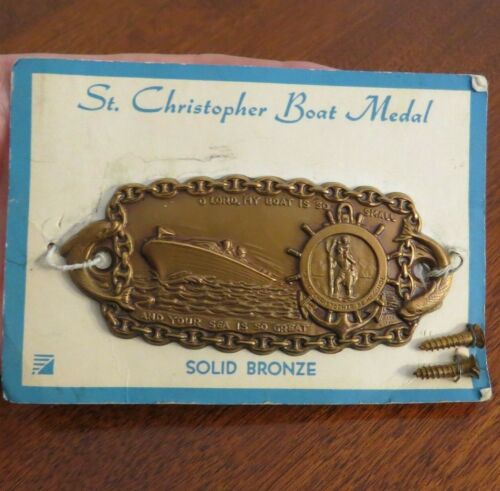 St. Christopher Boat Medal
O LORD, MY BOAT IS SO SMALL
AND YOUR SEA IS SO GREAT
SOLID BRONZE